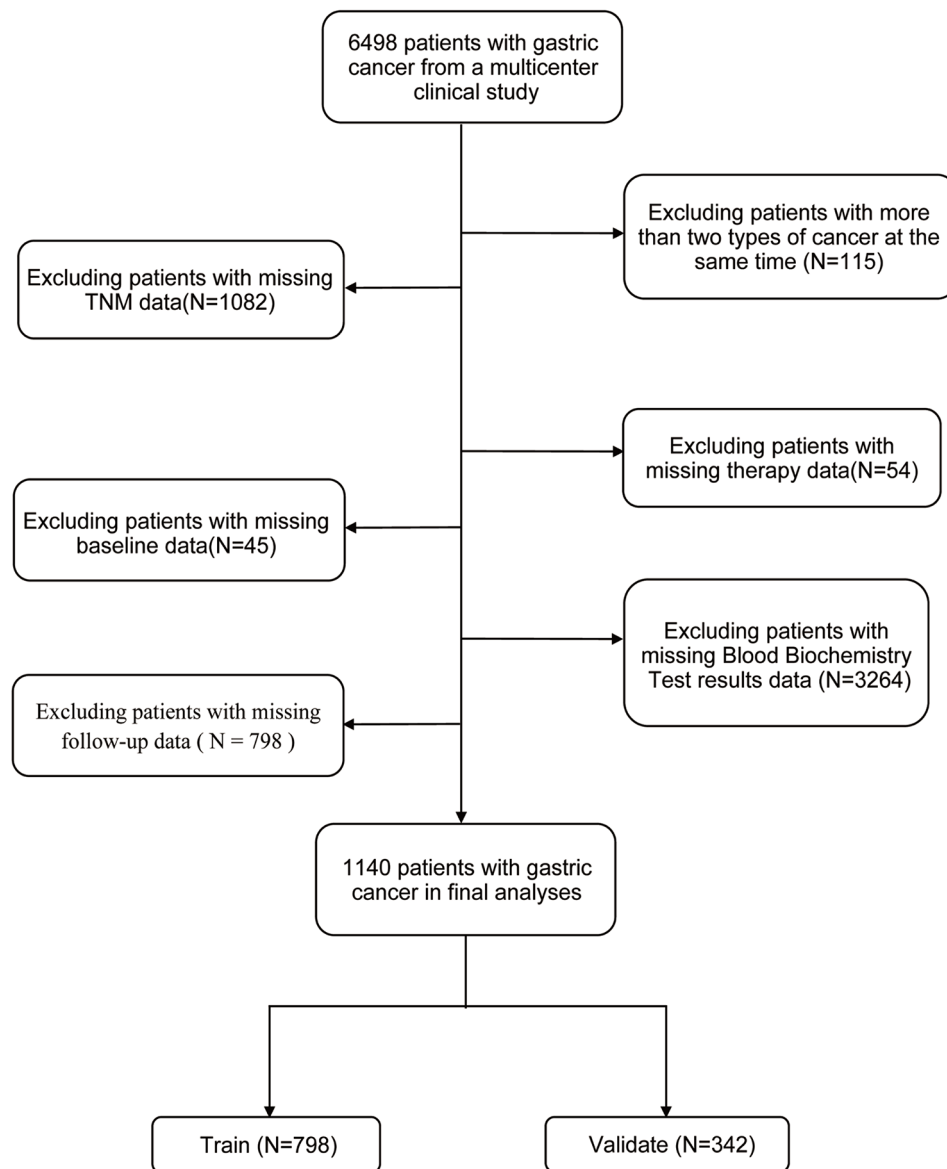 6498 patients with gastric
cancer from a multicenter
clinical study
Excluding patients with more
than two types of cancer at the
same time (N=115)
Excluding patients with missing
TNM data(N=1082)
Excluding patients with
missing therapy data(N=54)
Excluding patients with missing
baseline data(N=45)
Excluding patients with
missing Blood Biochemistry
Test results data (N=3264)
Excluding patients with missing
follow-up data ( N = 798 )
1140 patients with gastric
cancer in final analyses
Train (N=798)
Validate (N=342)